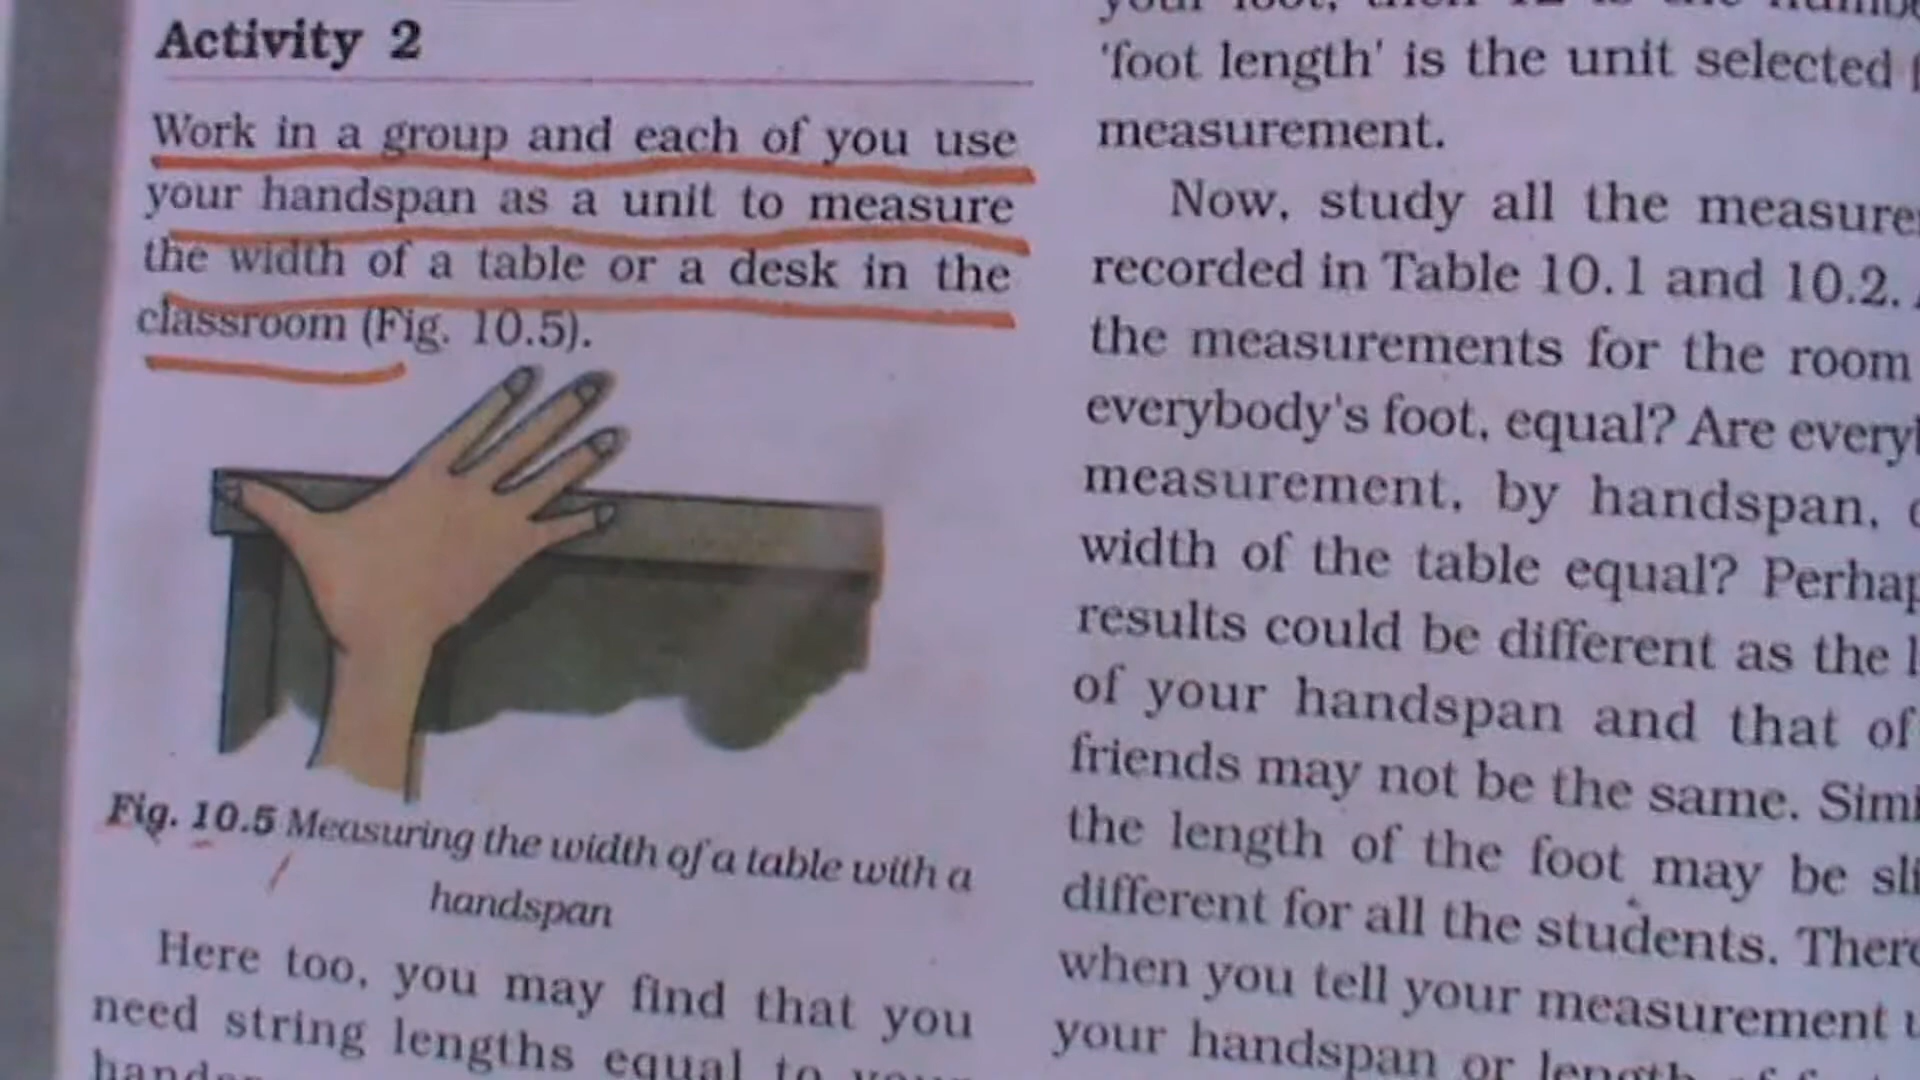 Activity 2
Work in a group and each of you use
your handspan as a unit to measure
the width of a table or a desk in the
classroom (Fig. 10.5).
Fig. 10.5 Measuring the width of a table with a
handspan
Here too, you may find that you
need string lengths equal to your
'foot length' is the unit selected
measurement.
Now, study all the
recorded in Table 10.1 and 10.2.
the measurements for the room
everybody's foot, equal? Are
measurement, by handspan,
width of the table equal?
results could be different as the
of your handspan and that of
friends may not be the same.
the length of the foot may be
different for all the students.
when you tell your measurement
your handspan or length of